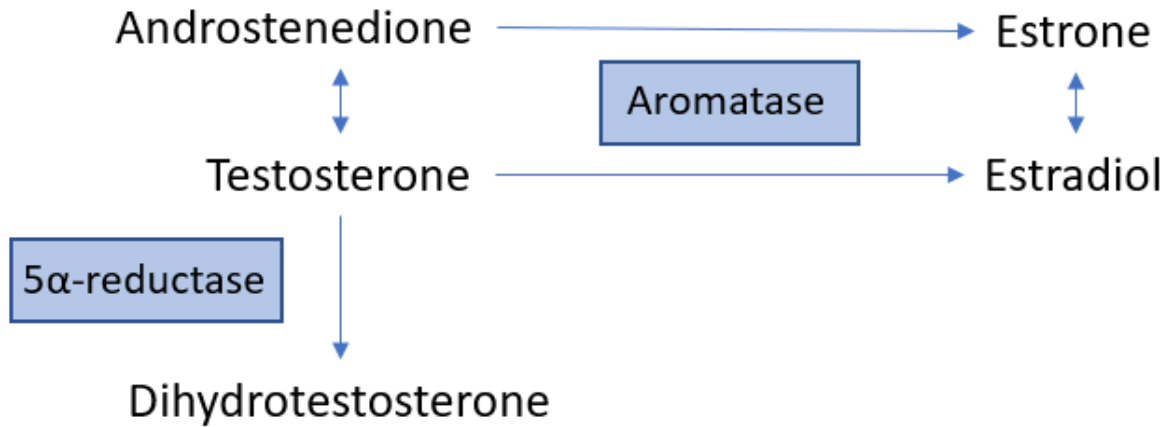 Androstenedione
Estrone
Aromatase
Testosterone
Estradiol
5α-reductase
Dihydrotestosterone